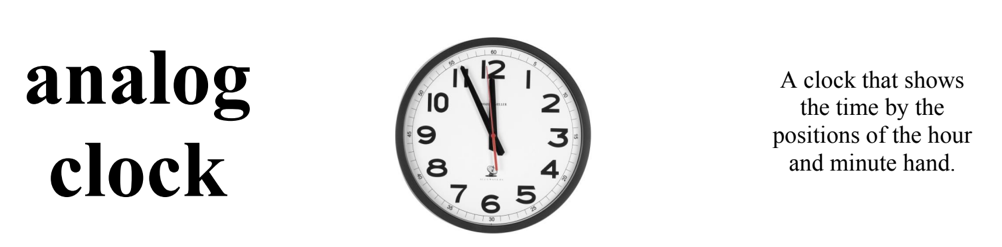 analog
clock
12
1
2
3
4
5
6
7
8
9
10
11
60
A clock that shows
the time by the
positions of the hour
and minute hand.